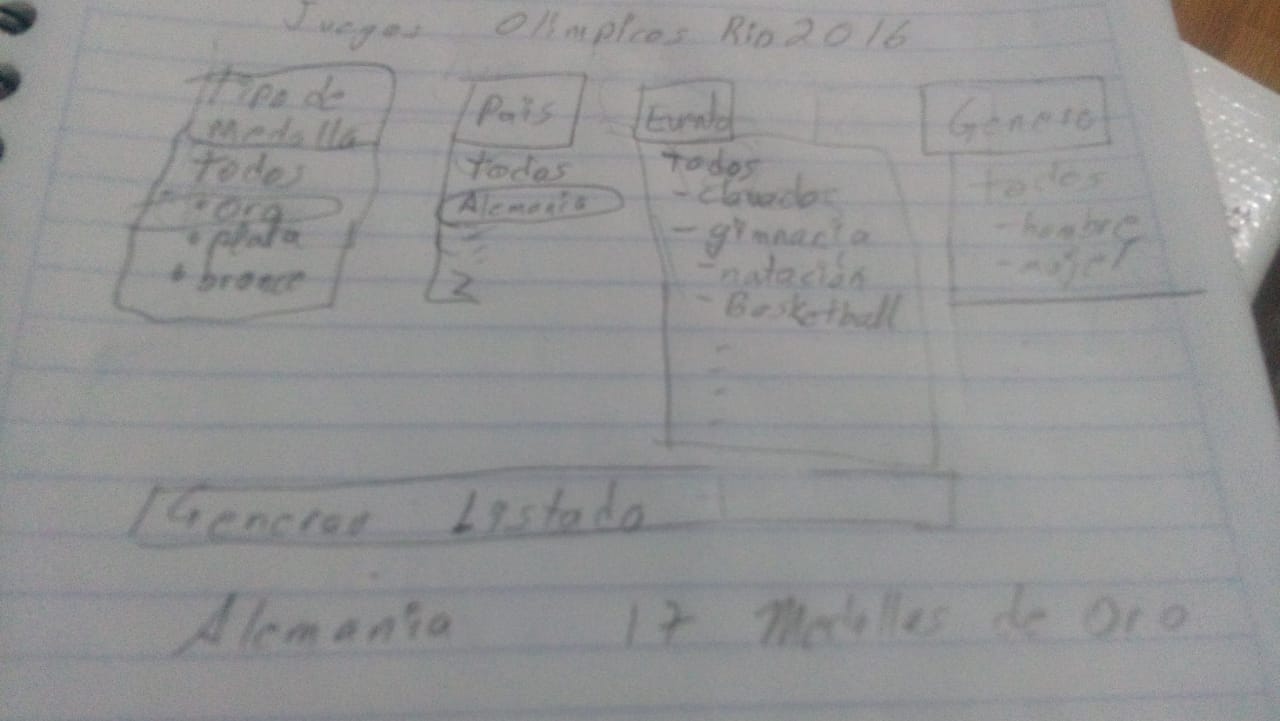 Juegos Olimpicos Rio 2016
Tipo de
Medalla
todos
• oro
• plata
• bronce
Pais
todos
Alemania
Z
Evento
todos
- clavados
- gimnacia
- natación
- Basketball
-
-
-
-
Genero
todos
- hombre
- mujer
Generar Listado
Alemania 17 Medallas de Oro